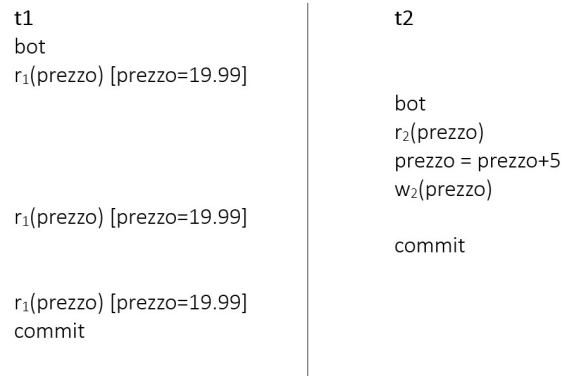 t1
bot
r₁(prezzo) [prezzo=19.99]
r₁(prezzo) [prezzo=19.99]
r₁(prezzo) [prezzo=19.99]
commit
t2
bot
r₂(prezzo)
prezzo = prezzo+5
w₂(prezzo)
commit